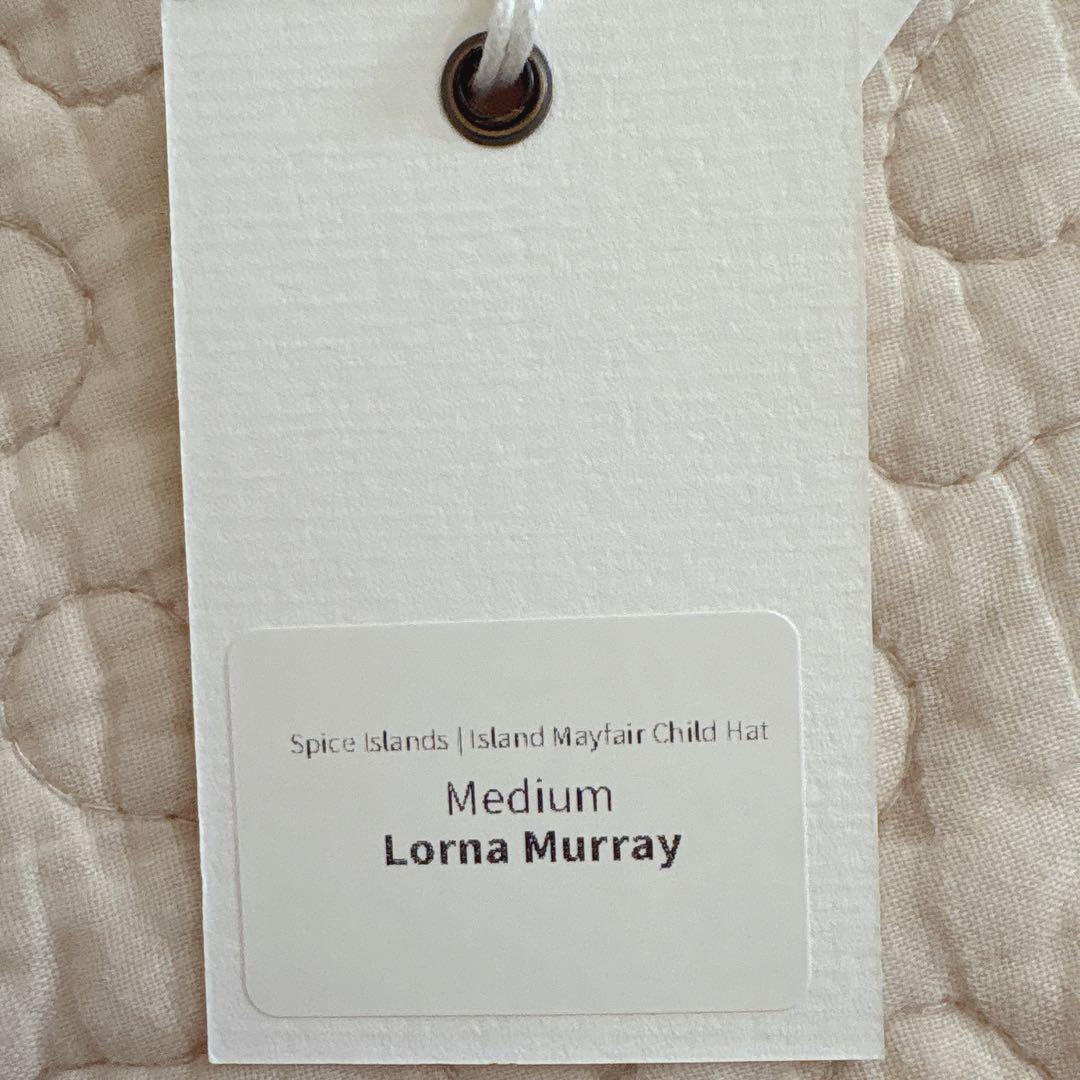 Spice Islands | Island Mayfair Child Hat
Medium
Lorna Murray